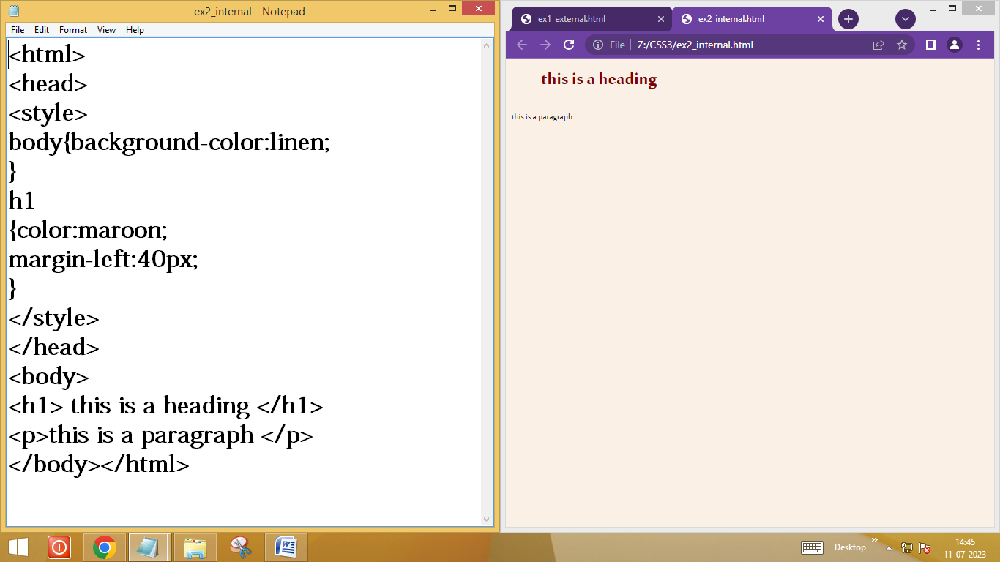 ex2_internal - Notepad
File Edit Format View Help
<html>
<head>
<style>
body{background-color:linen;
}
h1
{color:maroon;
margin-left:40px;
}
</style>
</head>
<body>
<h1> this is a heading </h1>
<p>this is a paragraph </p>
</body></html>
ex1_external.html
ex2_internal.html
File Z:/CSS3/ex2_internal.html
this is a heading
this is a paragraph
Desktop
14:45
11-07-2023